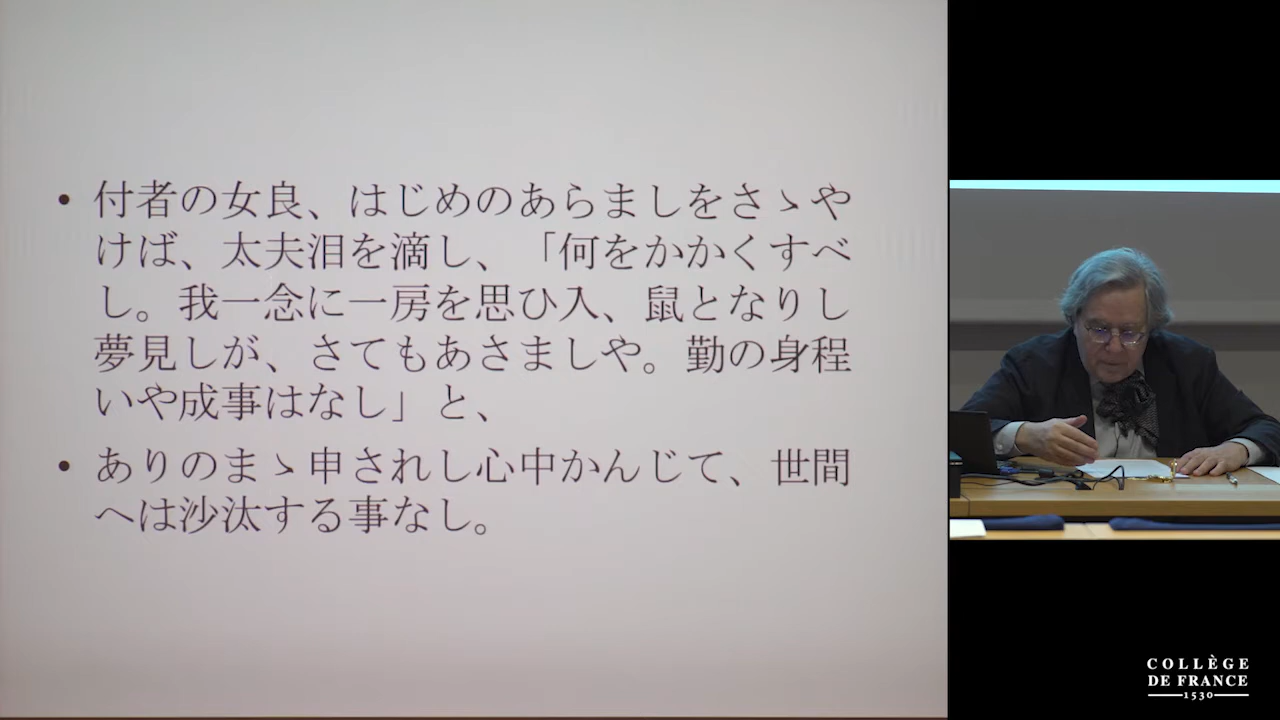 • 付者の女良、はじめのあらましをさゝや
けば、太夫泪を滴し、「何をかかくすべ
し。我一念に一房を思ひ入、鼠となりし
夢見しが、さてもあさましや。勤の身程
いや成事はなし」と、
• ありのまゝ申されし心中かんじて、世間
へは沙汰する事なし。
COLLÈGE
DE FRANCE
1530